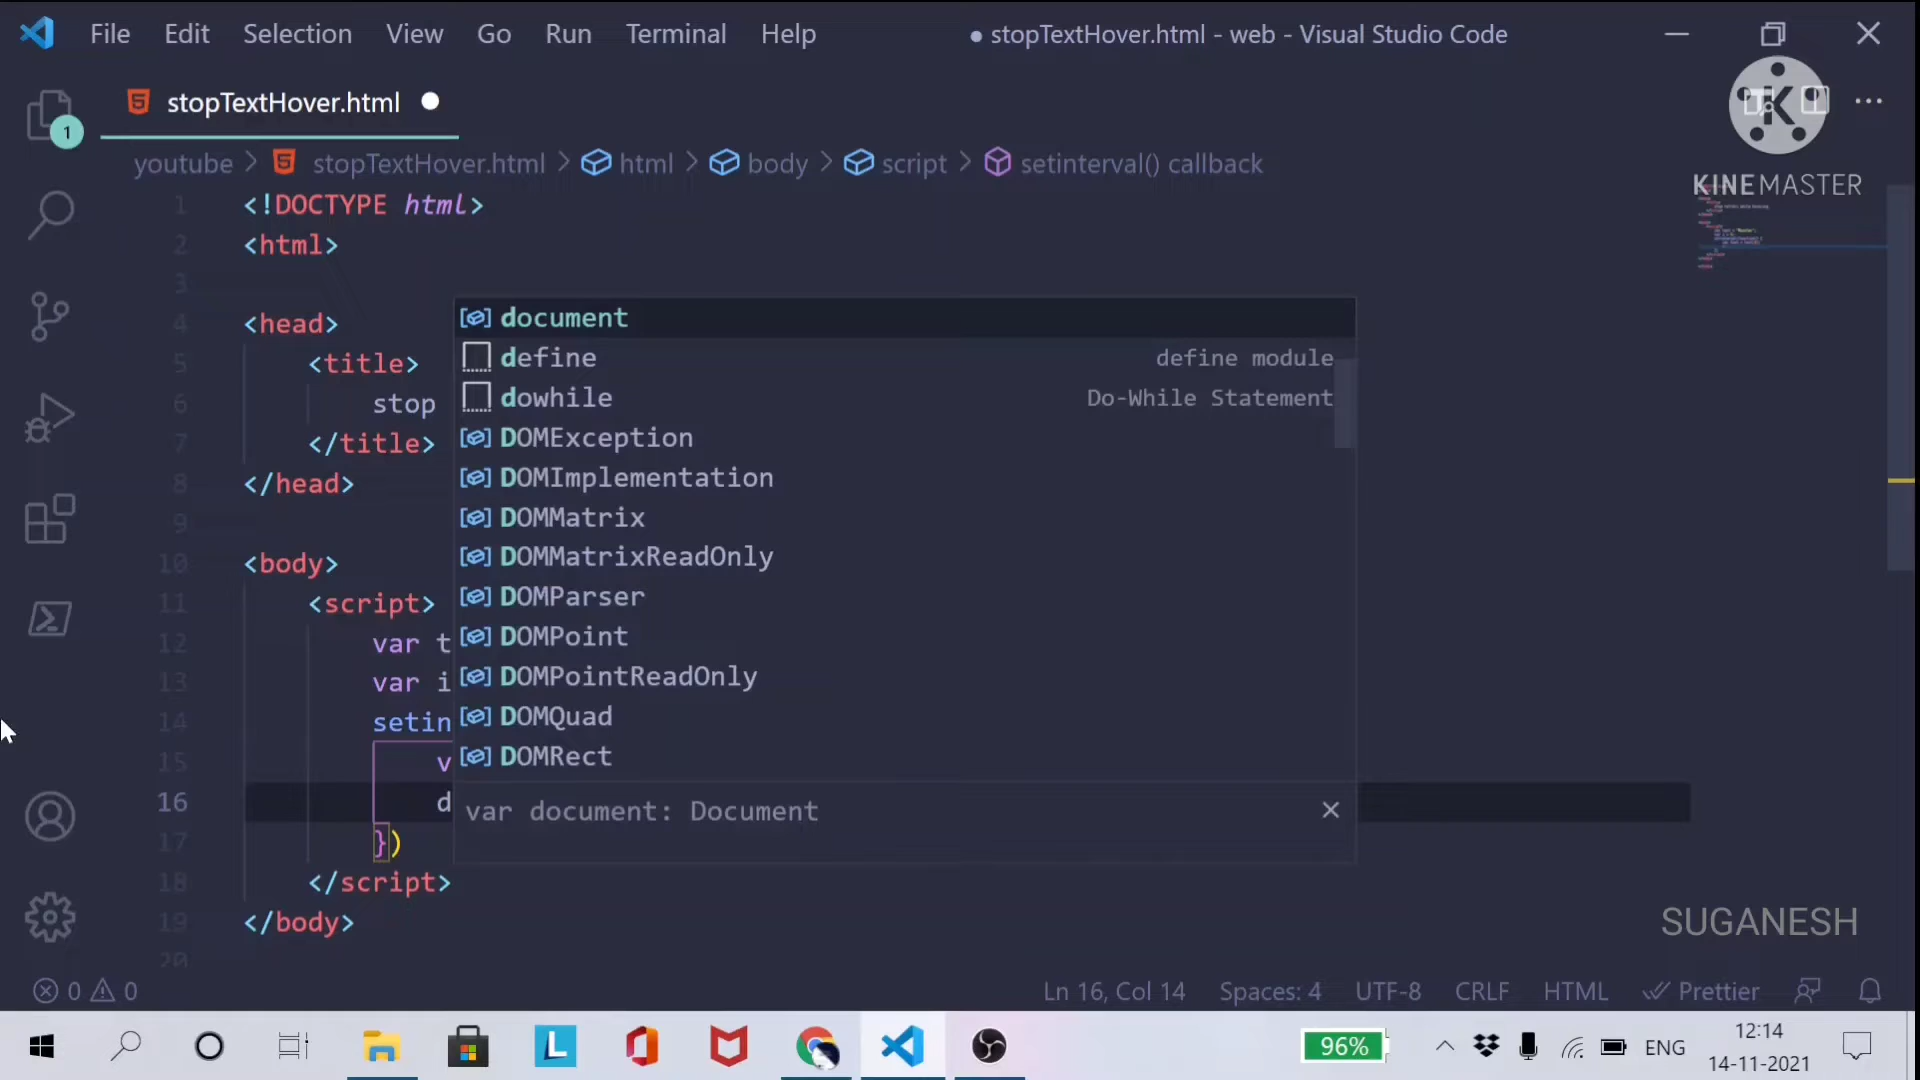 File Edit Selection View Go Run Terminal Help
● stopTextHover.html - web - Visual Studio Code
stopTextHover.html
1
youtube > stopTextHover.html > html > body > script > setinterval() callback
KINEMASTER
1 <!DOCTYPE html>
2 <html>
3
4 <head>
5 <title>
6 stop
7 </title>
8 </head>
9
10 <body>
11 <script>
12 var t
13 var i
14 setin
15 v
16 d
17 })
18 </script>
19 </body>
20
document
define define module
dowhile Do-While Statement
DOMException
DOMImplementation
DOMMatrix
DOMMatrixReadOnly
DOMParser
DOMPoint
DOMPointReadOnly
DOMQuad
DOMRect
var document: Document
SUGANESH
0 0 Ln 16, Col 14 Spaces: 4 UTF-8 CRLF HTML Prettier
96% ENG 12:14
14-11-2021